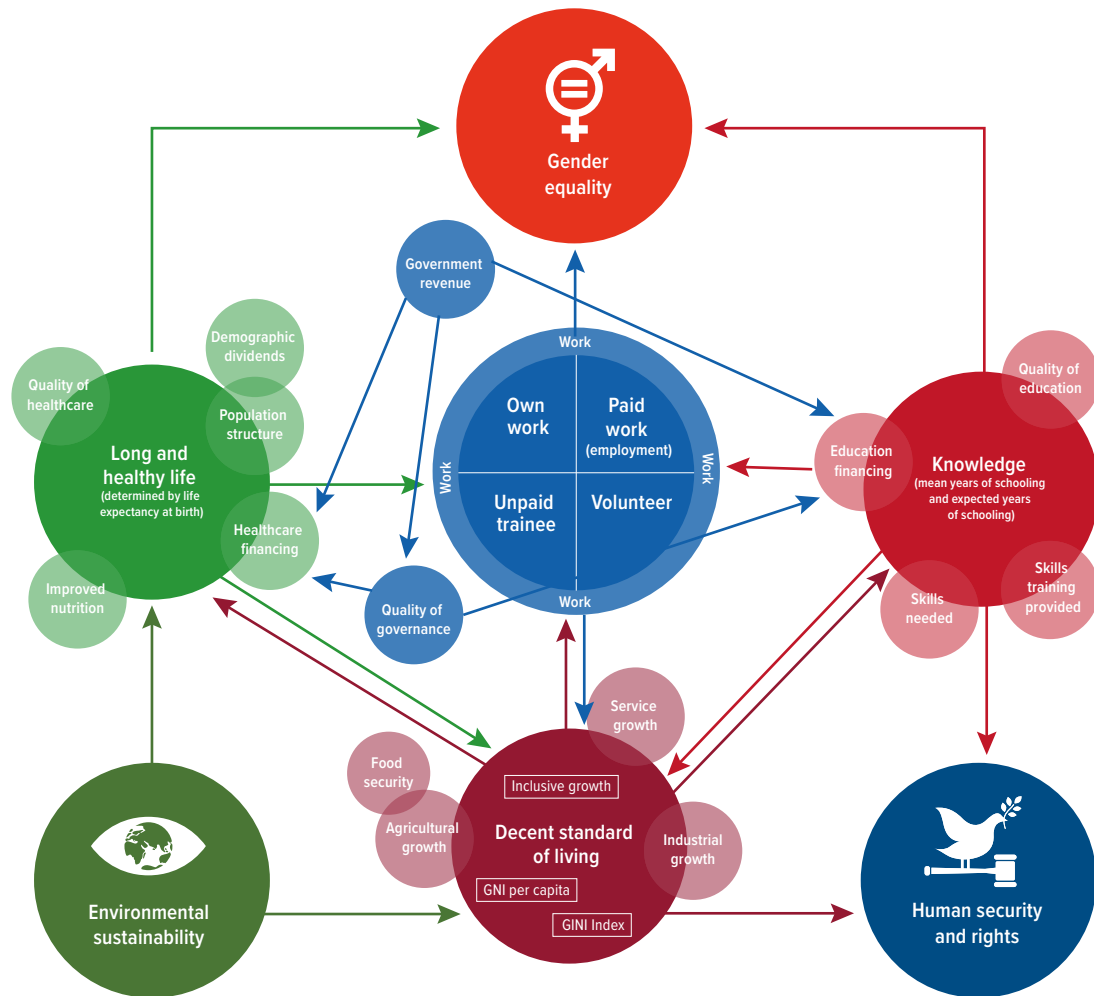 Gender
equality
Government
revenue
Demographic
dividends
Quality of
healthcare
Population
structure
Long and
healthy life
(determined by life
expectancy at birth)
Healthcare
financing
Improved
nutrition
Work
Work
Work
Work
Own
work
Paid
work
(employment)
Unpaid
trainee
Volunteer
Quality of
governance
Quality of
education
Education
financing
Knowledge
(mean years of schooling
and expected years
of schooling)
Skills
needed
Skills
training
provided
Service
growth
Food
security
Agricultural
growth
Inclusive growth
Decent standard
of living
GNI per capita
GINI Index
Industrial
growth
Environmental
sustainability
Human security
and rights